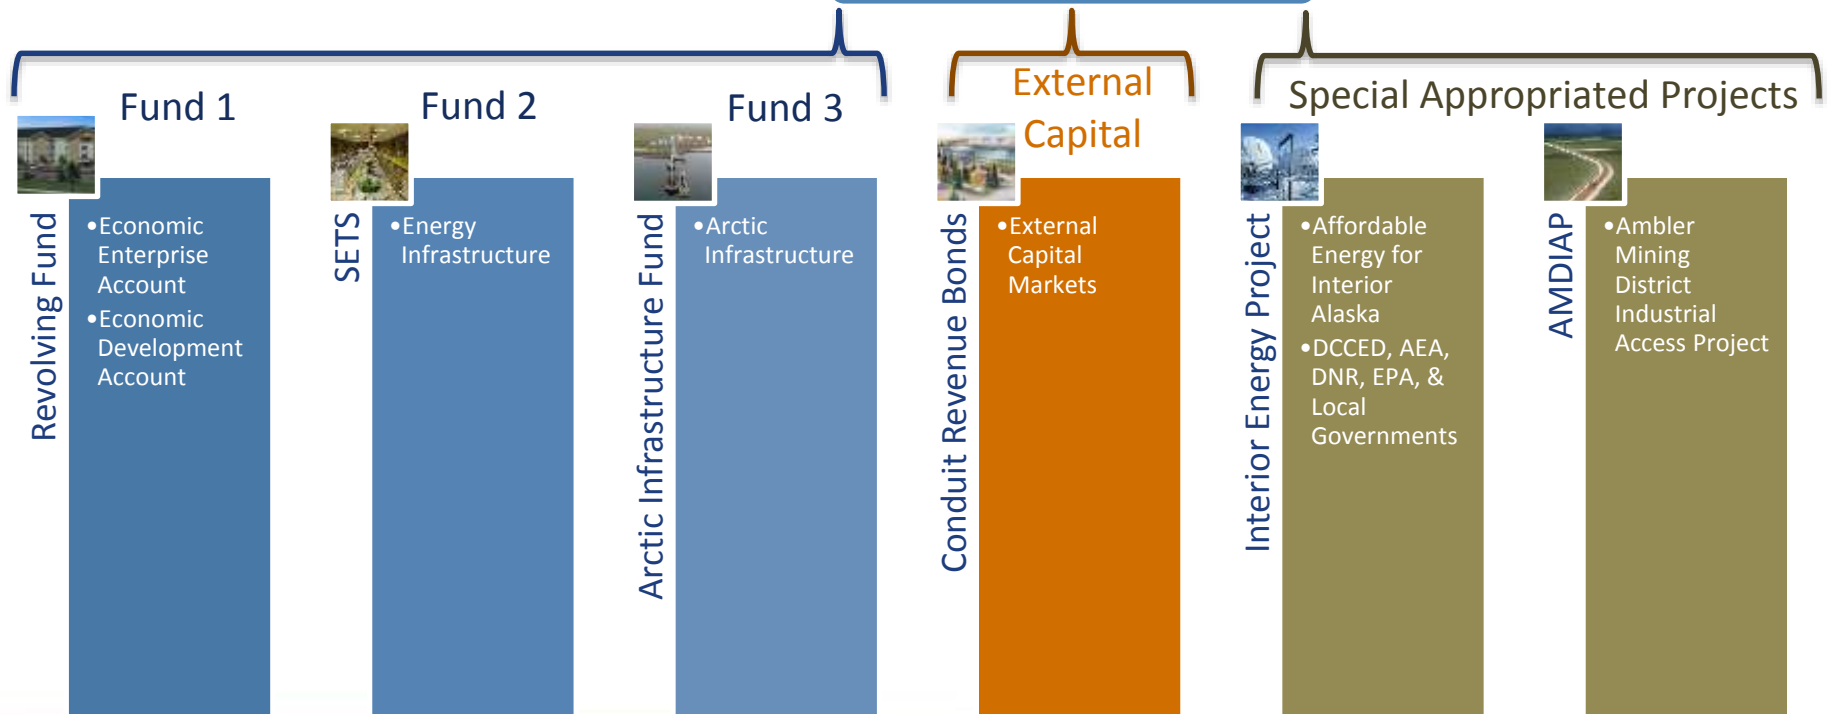 Fund 1
Fund 2
Fund 3
External
Capital
Special Appropriated Projects
Revolving Fund
•Economic
Enterprise
Account
•Economic
Development
Account
SETS
•Energy
Infrastructure
Arctic Infrastructure Fund
•Arctic
Infrastructure
Conduit Revenue Bonds
•External
Capital
Markets
Interior Energy Project
•Affordable
Energy for
Interior
Alaska
•DCCED, AEA,
DNR, EPA, &
Local
Governments
AMDIAP
•Ambler
Mining
District
Industrial
Access Project